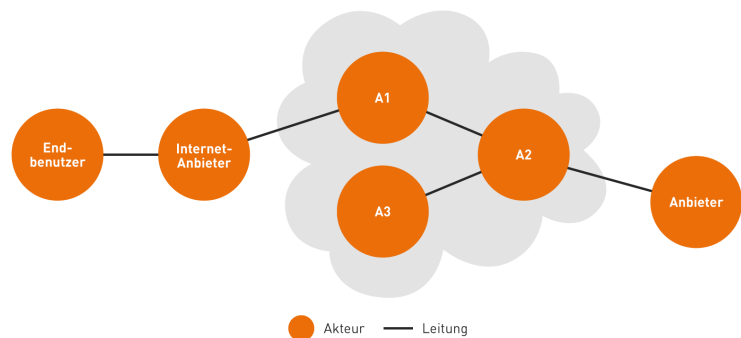 End-
benutzer
Internet-
Anbieter
A1
A2
A3
Anbieter
Akteur
Leitung